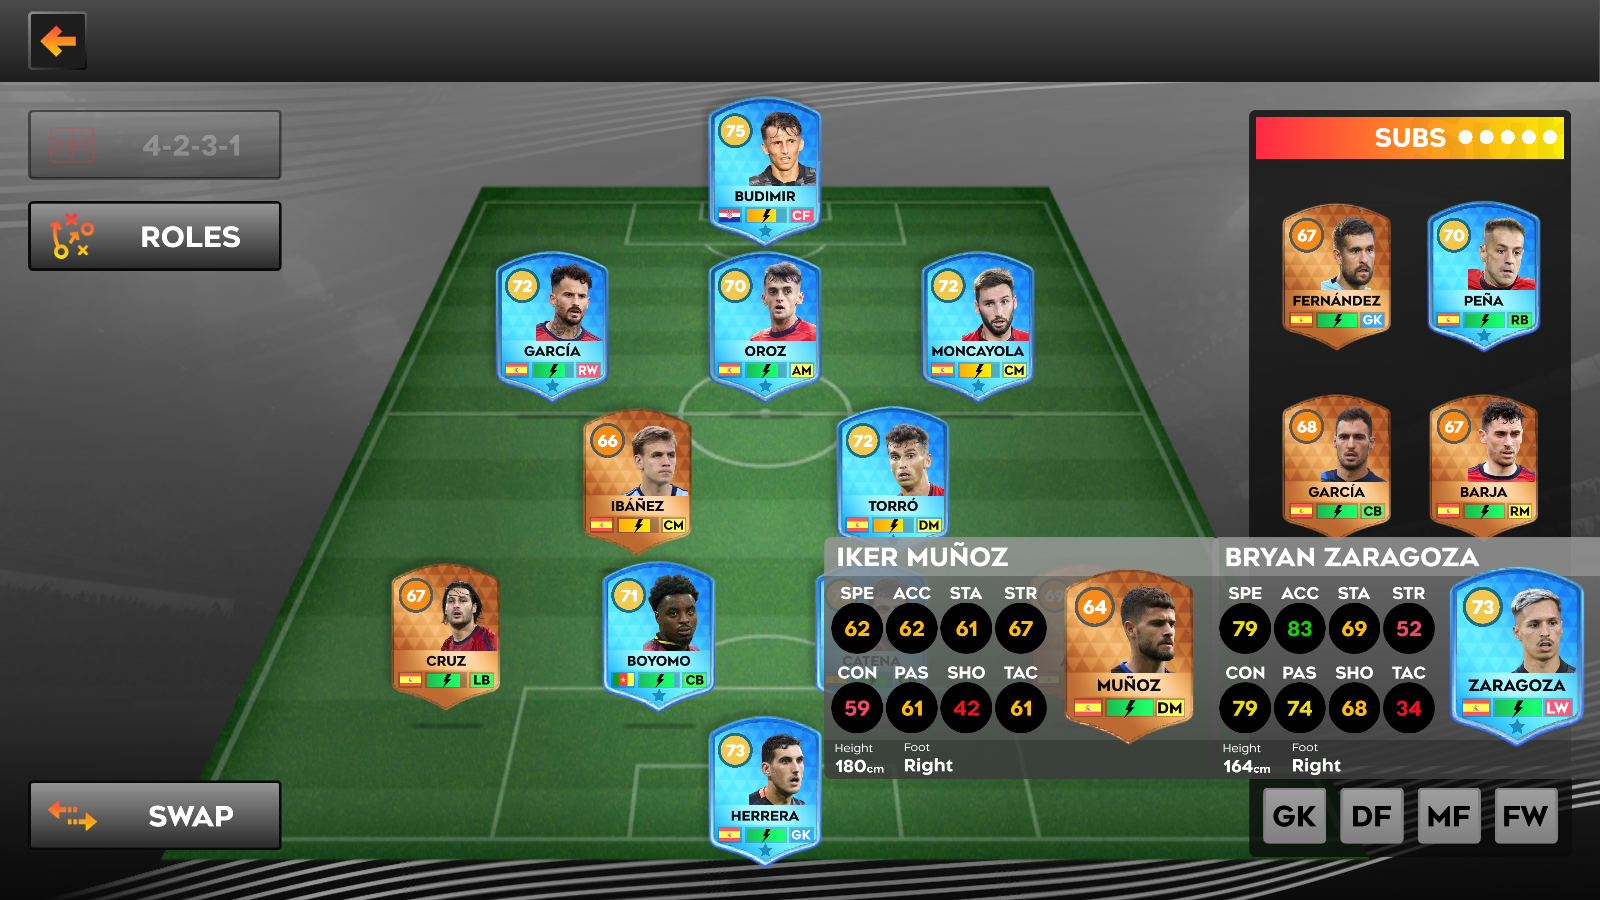 4-2-3-1
ROLES
75
BUDIMIR
CF
72
GARCÍA
RW
70
OROZ
AM
72
MONCAYOLA
CM
66
IBÁÑEZ
CM
72
TORRÓ
DM
67
CRUZ
LB
71
BOYOMO
CB
CATENA
69
73
HERRERA
GK
SUBS
67
FERNÁNDEZ
GK
70
PEÑA
RB
68
GARCÍA
CB
67
BARJA
RM
IKER MUÑOZ
SPE ACC STA STR
62 62 61 67
CON PAS SHO TAC
59 61 42 61
Height Foot
180cm Right
64
MUÑOZ
DM
BRYAN ZARAGOZA
SPE ACC STA STR
79 83 69 52
CON PAS SHO TAC
79 74 68 34
Height Foot
164cm Right
73
ZARAGOZA
LW
SWAP
GK DF MF FW